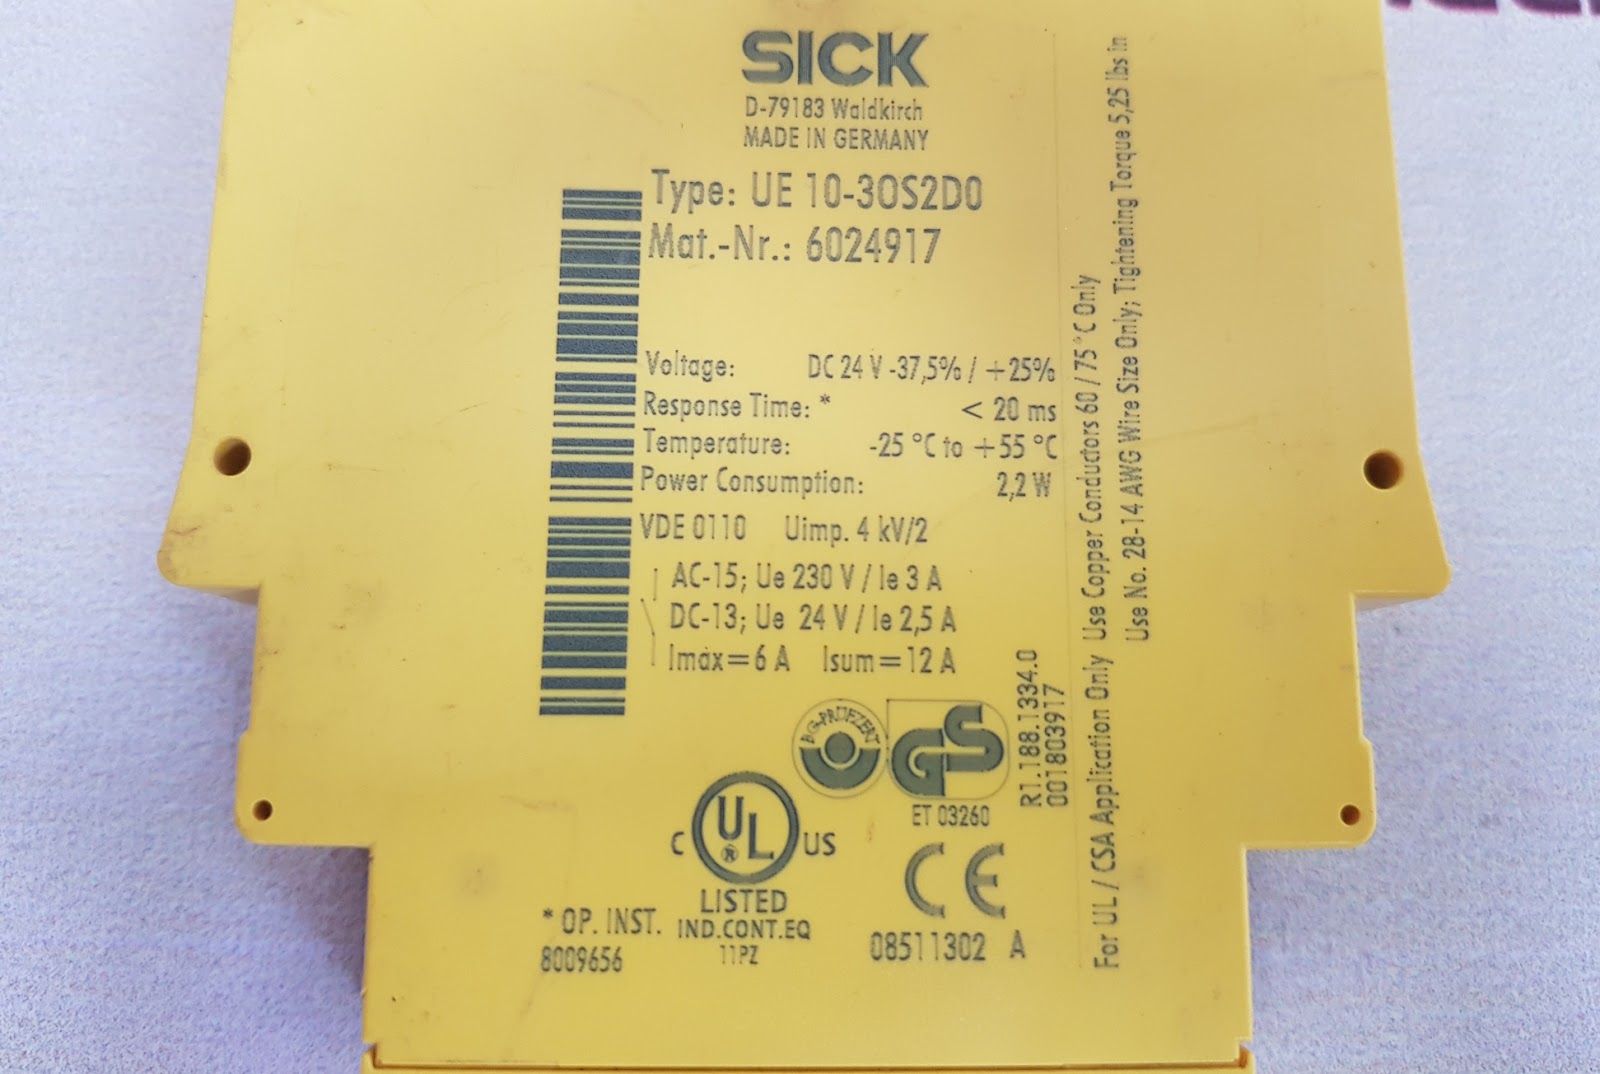 SICK
D-79183 Waldkirch
MADE IN GERMANY
Type: UE 10-3OS2D0
Mat.-Nr.: 6024917
Voltage: DC 24 V -37,5% / +25%
Response Time: * < 20 ms
Temperature: -25 °C to +55 °C
Power Consumption: 2,2 W
VDE 0110 Uimp. 4 kV/2
AC-15; Ue 230 V / Ie 3 A
DC-13; Ue 24 V / Ie 2,5 A
Imax=6 A Isum=12 A
BG-PRÜFZERT
GS
ET 03260
R1.188.1334.0
001803917
C UL ® US
LISTED
IND.CONT.EQ
11PZ
* OP. INST.
8009656
CE
08511302 A
For UL / CSA Application Only Use Copper Conductors 60 / 75 °C Only
Use No. 28-14 AWG Wire Size Only; Tightening Torque 5,25 lbs in